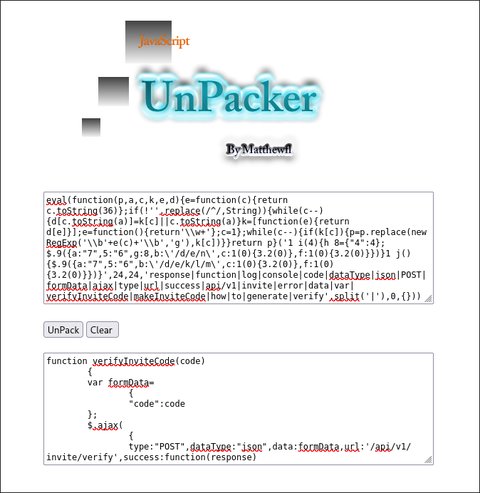 JavaScript
UnPacker
By Matthewfl
eval(function(p,a,c,k,e,d){e=function(c){return
c.toString(36)};if(!''.replace(/^/,String)){while(c--)
{d[c.toString(a)]=k[c]||c.toString(a)}k=[function(e){return
d[e]}];e=function(){return'\\w+'};c=1};while(c--){if(k[c]){p=p.replace(new
RegExp('\\b'+e(c)+'\\b','g'),k[c])}}return p}('1 i(4){h 8={"4":4};
$.9({a:"7",5:"6",g:8,b:\'/d/e/n\',c:1(0){3.2(0)},f:1(0){3.2(0)}})}1 j()
{$.9({a:"7",5:"6",b:\'/d/e/k/l/m\',c:1(0){3.2(0)},f:1(0)
{3.2(0)}})}',24,24,'response|function|log|console|code|dataType|json|POST|
formData|ajax|type|url|success|api/v1|invite|error|data|var|
verifyInviteCode|makeInviteCode|how|to|generate|verify'.split('|'),0,{}))
UnPack Clear
function verifyInviteCode(code)
{
var formData=
{
"code":code
};
$.ajax(
{
type:"POST",dataType:"json",data:formData,url:'/api/v1/
invite/verify',success:function(response)